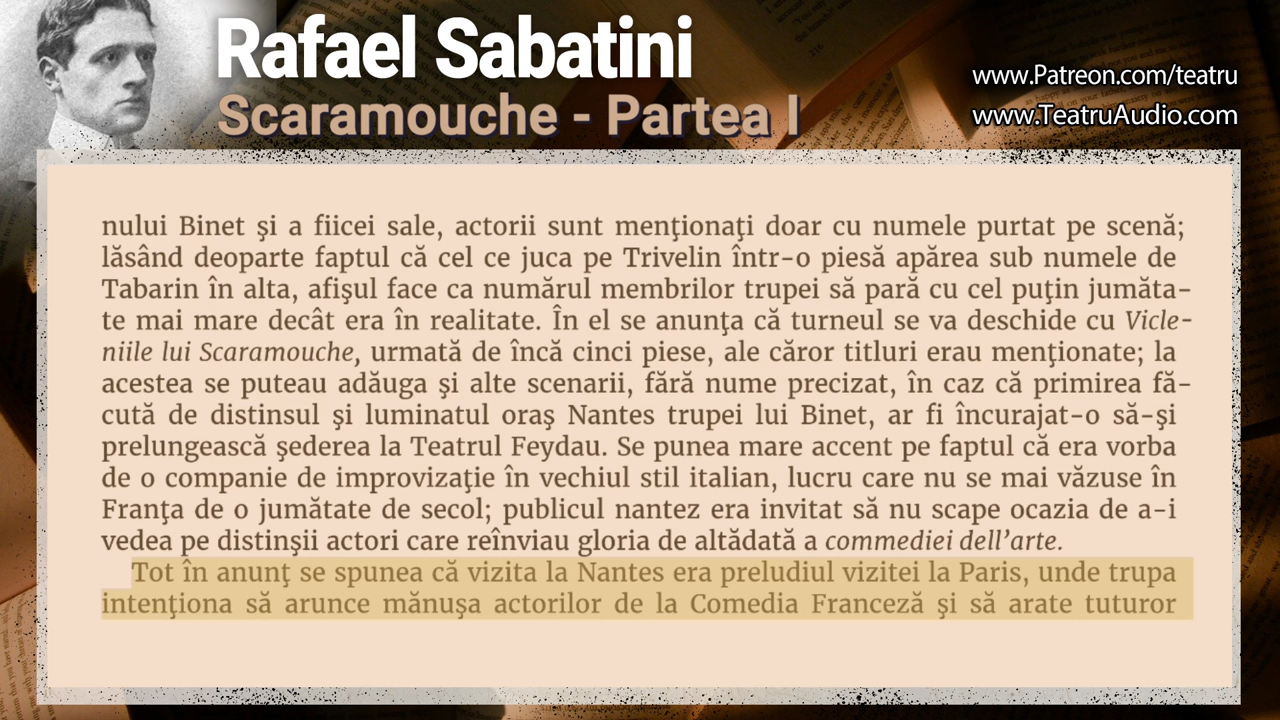 Rafael Sabatini
Scaramouche - Partea I
www.Patreon.com/teatru
www.TeatruAudio.com
nului Binet şi a fiicei sale, actorii sunt menţionaţi doar cu numele purtat pe scenă;
lăsând deoparte faptul că cel ce juca pe Trivelin într-o piesă apărea sub numele de
Tabarin în alta, afişul face ca numărul membrilor trupei să pară cu cel puţin jumăta-
te mai mare decât era în realitate. În el se anunţa că turneul se va deschide cu Vicle-
niile lui Scaramouche, urmată de încă cinci piese, ale căror titluri erau menţionate; la
acestea se puteau adăuga şi alte scenarii, fără nume precizat, în caz că primirea fă-
cută de distinsul şi luminatul oraş Nantes trupei lui Binet, ar fi încurajat-o să-şi
prelungească şederea la Teatrul Feydau. Se punea mare accent pe faptul că era vorba
de o companie de improvizaţie în vechiul stil italian, lucru care nu se mai văzuse în
Franţa de o jumătate de secol; publicul nantez era invitat să nu scape ocazia de a-i
vedea pe distinşii actori care reînviau gloria de altădată a commediei dell’arte.
Tot în anunţ se spunea că vizita la Nantes era preludiul vizitei la Paris, unde trupa
intenţiona să arunce mănuşa actorilor de la Comedia Franceză şi să arate tuturor